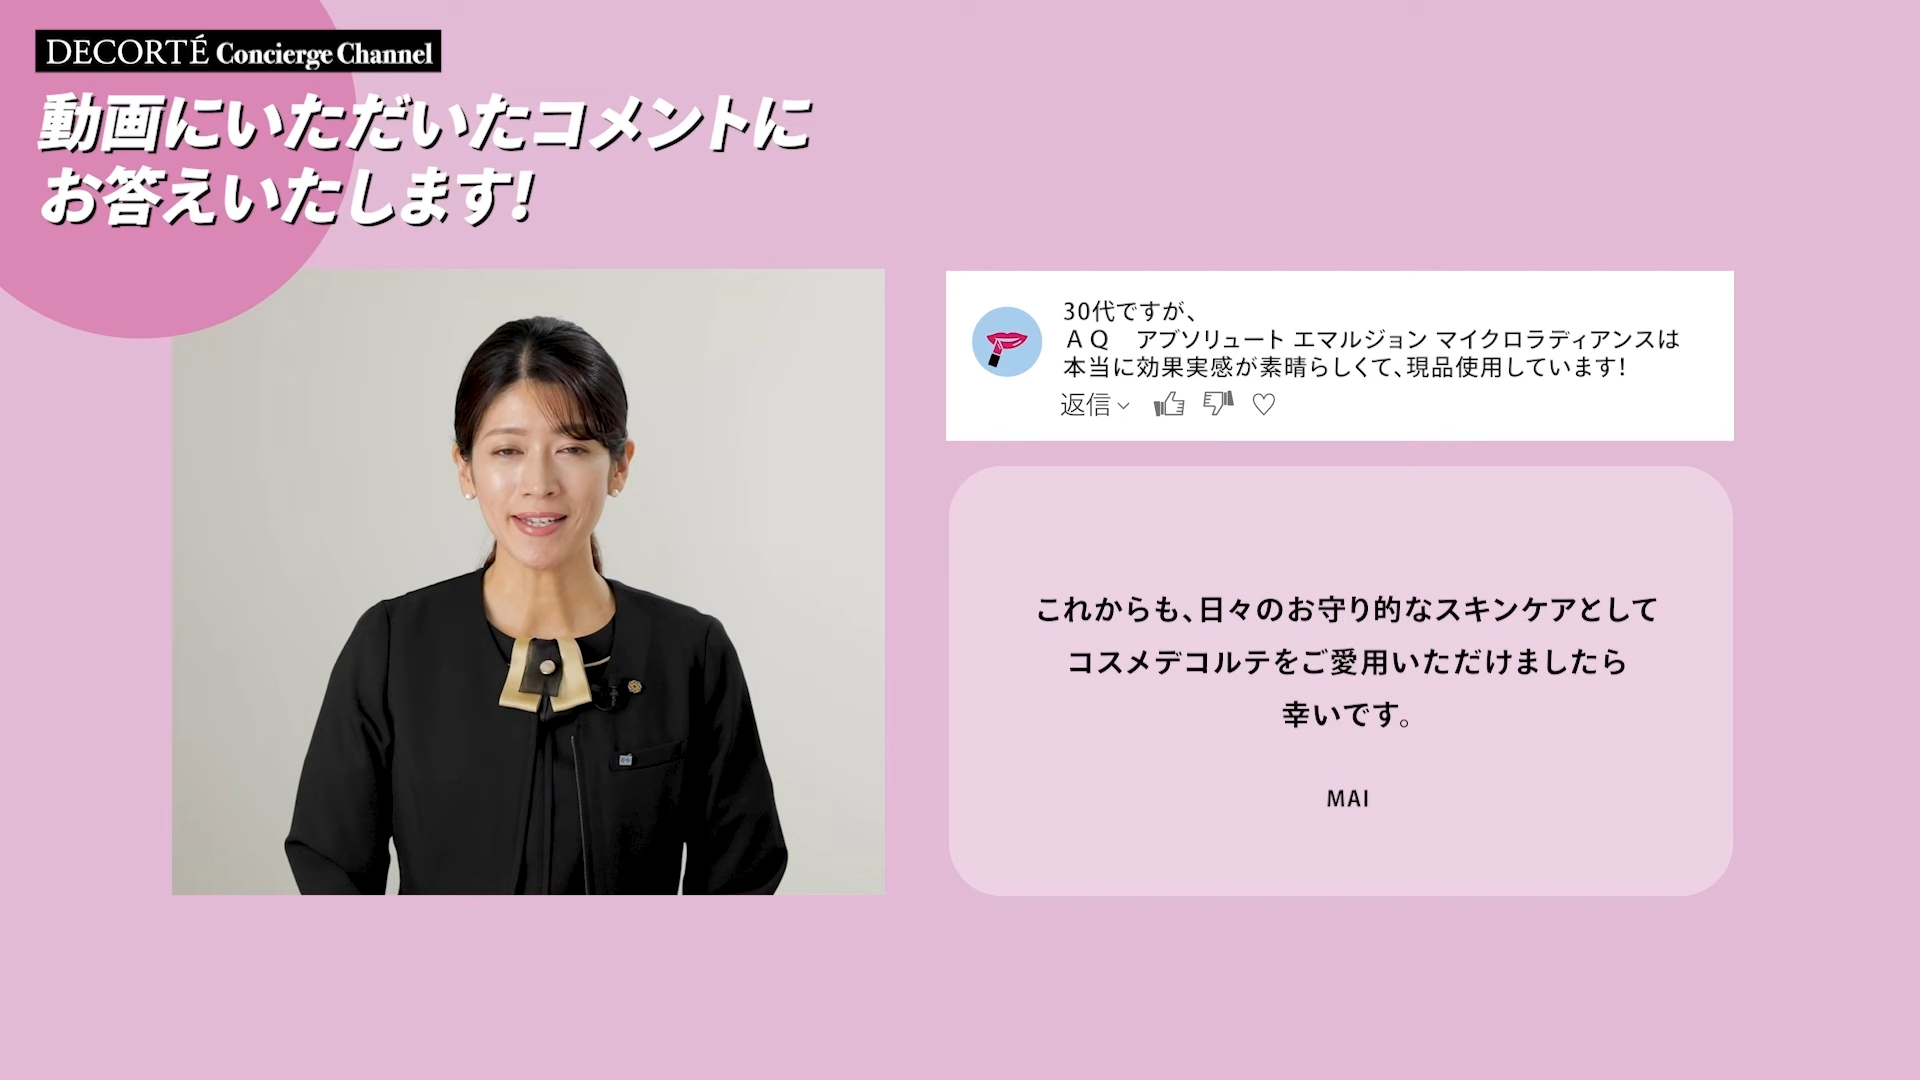 DECORTÉ Concierge Channel
動画にいただいたコメントに
お答えいたします!
30代ですが、
ＡＱ　アブソリュート エマルジョン マイクロラディアンスは
本当に効果実感が素晴らしくて、現品使用しています!
返信
これからも、日々のお守り的なスキンケアとして
コスメデコルテをご愛用いただけましたら
幸いです。
MAI